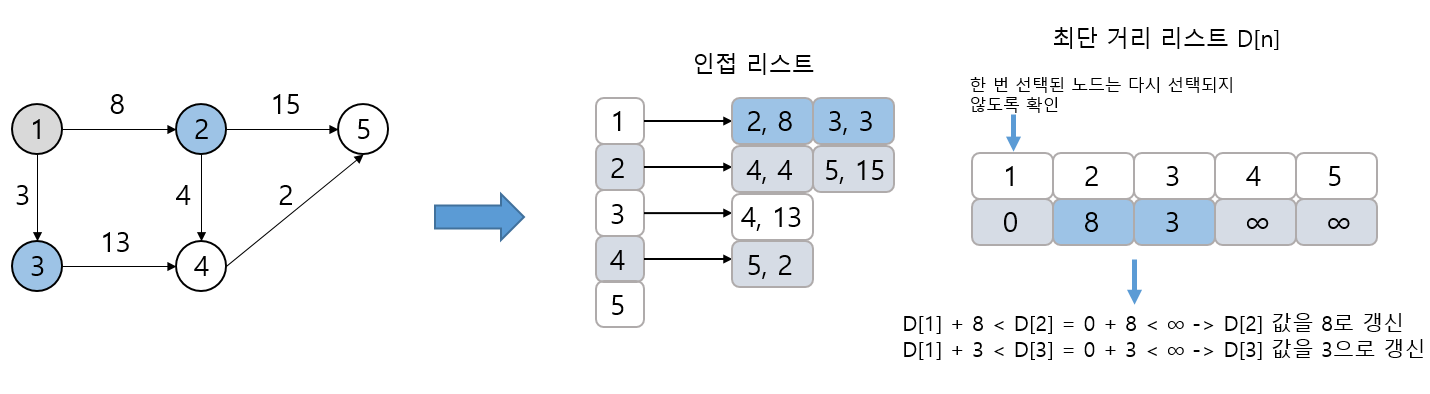 8
15
1
2
5
3
4
2
13
3
4
인접 리스트
1
2, 8
3, 3
2
4, 4
5, 15
3
4, 13
4
5, 2
5
최단 거리 리스트 D[n]
한 번 선택된 노드는 다시 선택되지
않도록 확인
1 2 3 4 5
0 8 3 ∞ ∞
D[1] + 8 < D[2] = 0 + 8 < ∞ -> D[2] 값을 8로 갱신
D[1] + 3 < D[3] = 0 + 3 < ∞ -> D[3] 값을 3으로 갱신